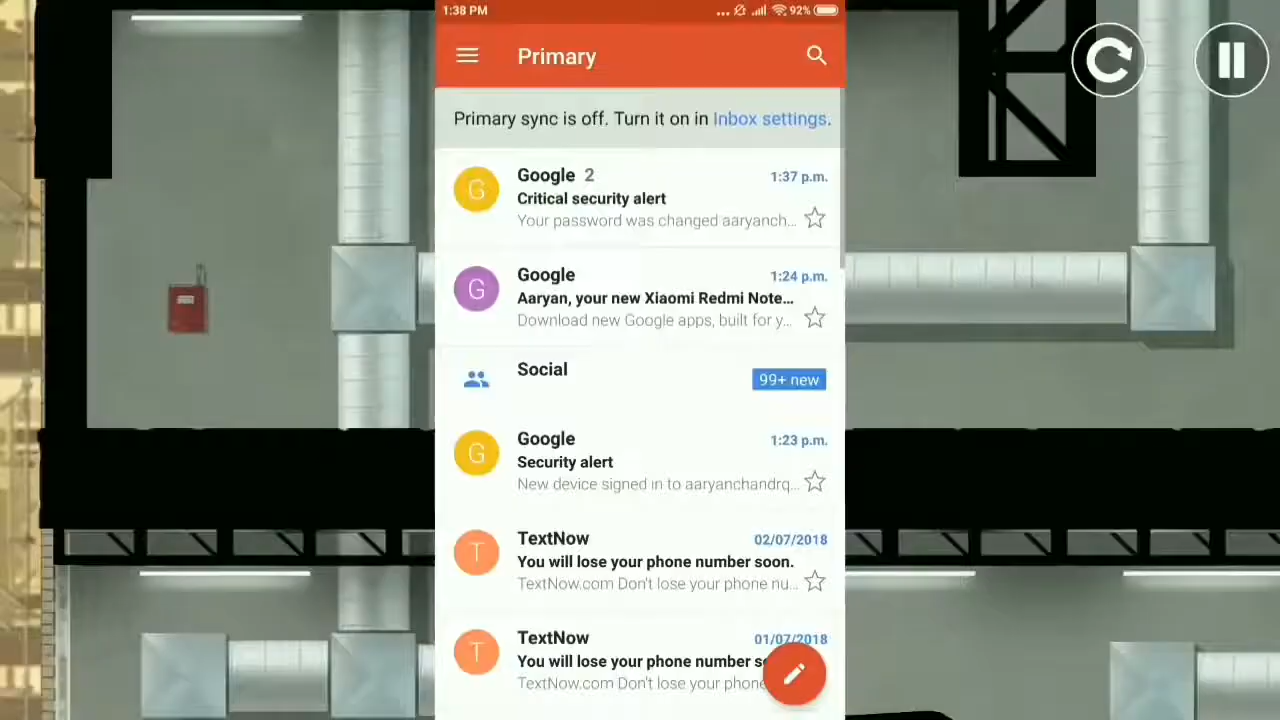 1:38 PM
92%
Primary
Primary sync is off. Turn it on in Inbox settings.
Google 2
1:37 p.m.
Critical security alert
Your password was changed aaryanch...
Google
1:24 p.m.
Aaryan, your new Xiaomi Redmi Note...
Download new Google apps, built for y...
Social
99+ new
Google
1:23 p.m.
Security alert
New device signed in to aaryanchandrq...
TextNow
02/07/2018
You will lose your phone number soon.
TextNow.com Don't lose your phone nu...
TextNow
01/07/2018
You will lose your phone number s
TextNow.com Don't lose your phone